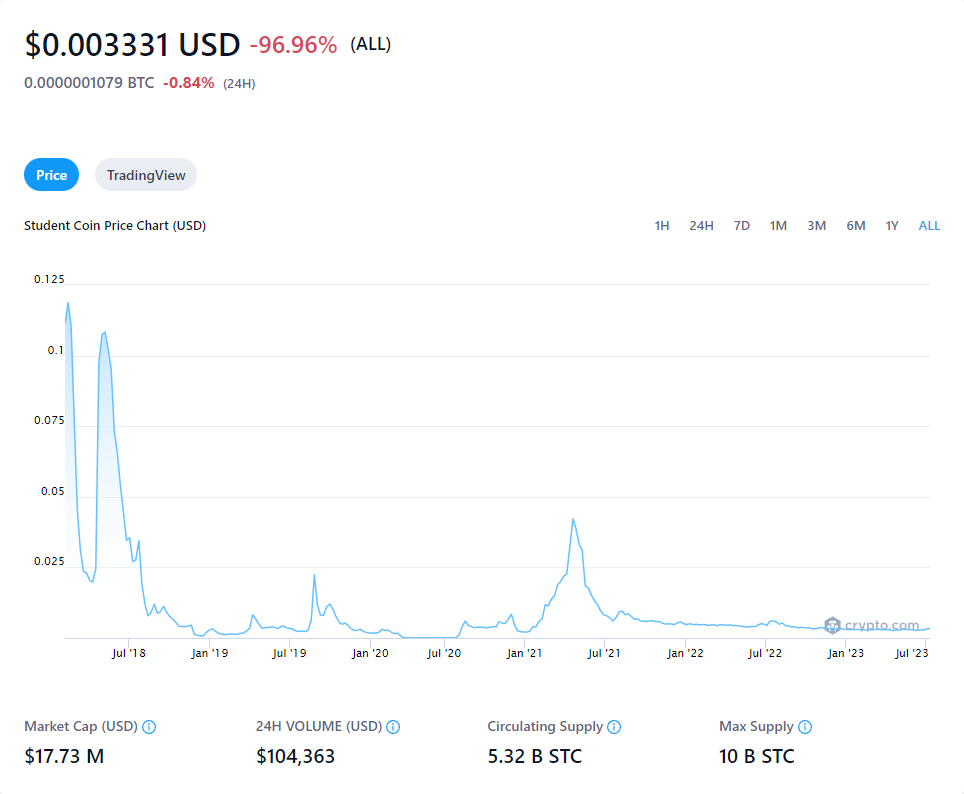 $0.003331 USD -96.96% (ALL)
0.0000001079 BTC -0.84% (24H)
Price TradingView
Student Coin Price Chart (USD) 1H 24H 7D 1M 3M 6M 1Y ALL
0.125
0.1
0.075
0.05
0.025
crypto.com
Jul '18 Jan '19 Jul '19 Jan '20 Jul '20 Jan '21 Jul '21 Jan '22 Jul '22 Jan '23 Jul '23
Market Cap (USD) 24H VOLUME (USD) Circulating Supply Max Supply
$17.73 M $104,363 5.32 B STC 10 B STC